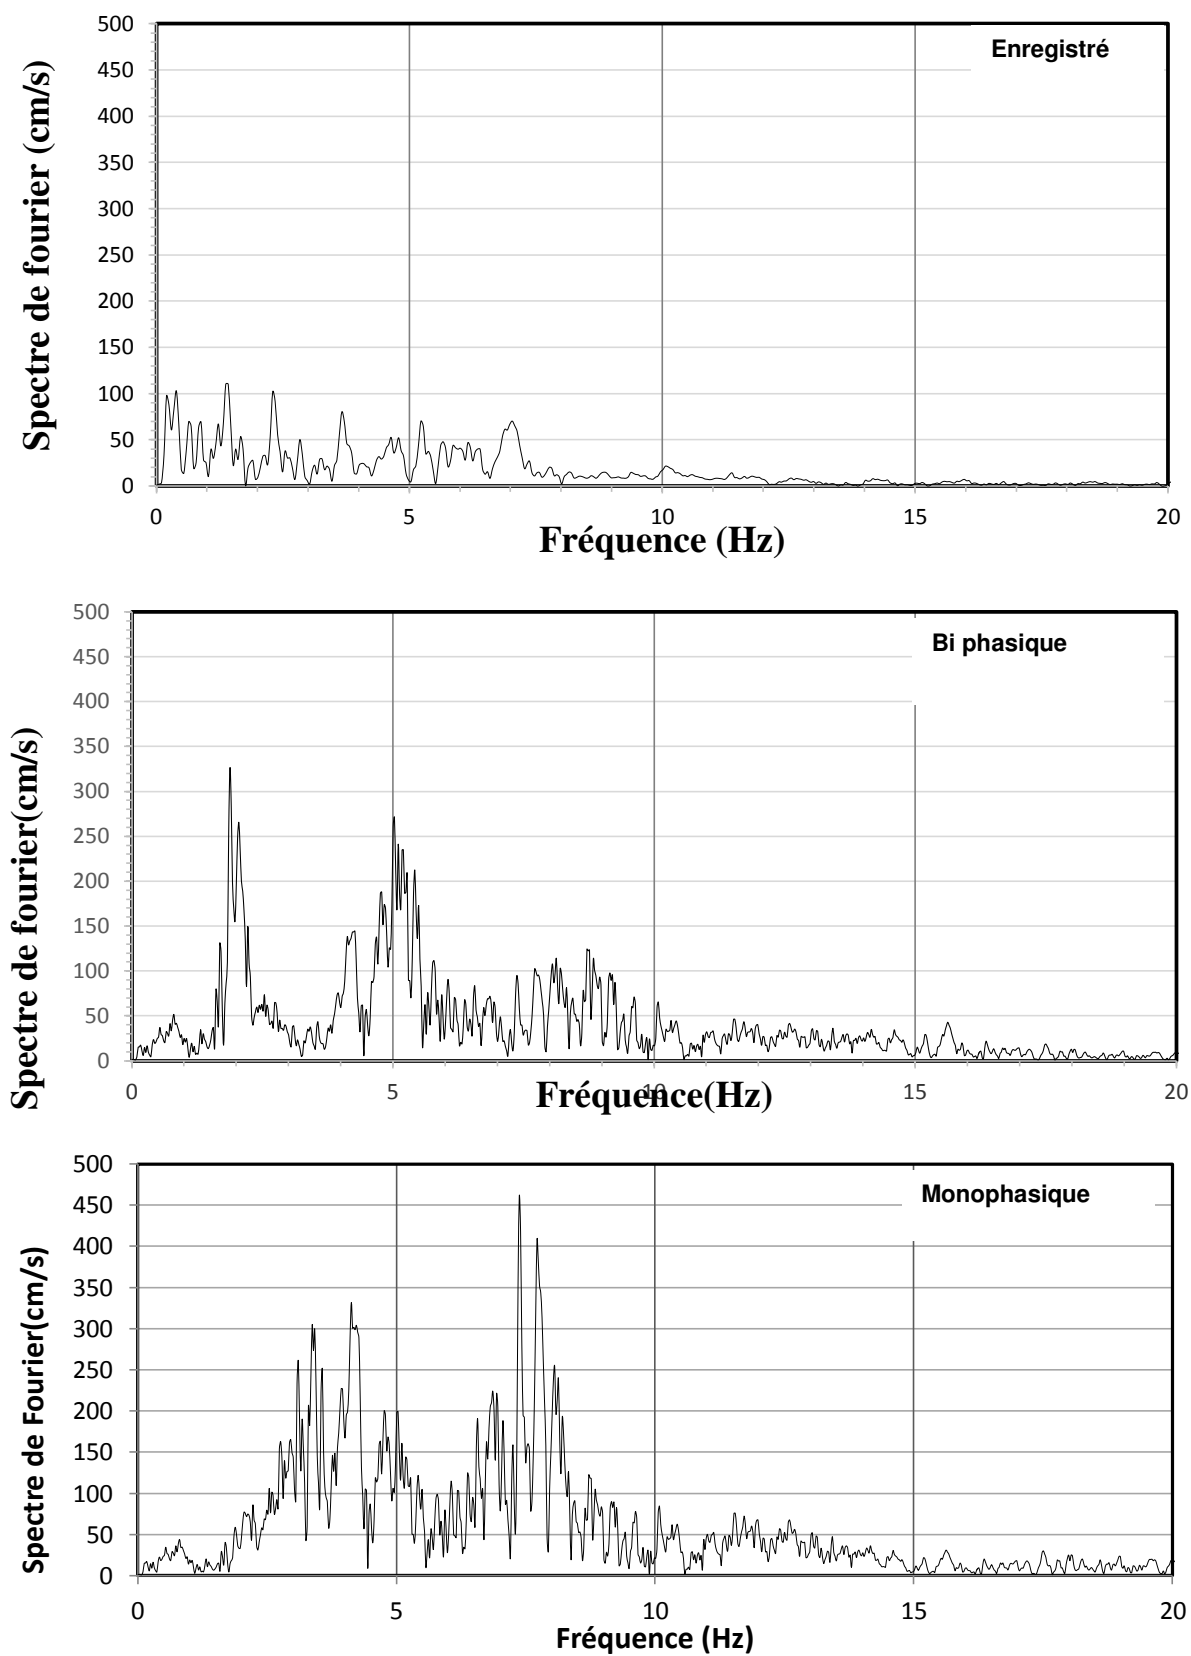 Enregistré
Spectre de fourier (cm/s)
500
450
400
350
300
250
200
150
100
50
0
0 5 10 15 20
Fréquence (Hz)
Bi phasique
Spectre de fourier(cm/s)
500
450
400
350
300
250
200
150
100
50
0
0 5 10 15 20
Fréquence(Hz)
Monophasique
Spectre de Fourier(cm/s)
500
450
400
350
300
250
200
150
100
50
0
0 5 10 15 20
Fréquence (Hz)